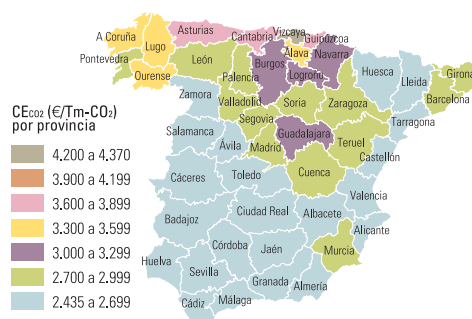 Vizcaya
A Coruña Asturias Cantabria Guipúzcoa
Lugo Álava Navarra
Pontevedra León Burgos
Ourense Palencia Logroño Huesca Lleida Girona
Zamora Valladolid Soria Zaragoza Barcelona
CEco2 (€/Tm-CO2)
por provincia
Segovia Tarragona
Salamanca Ávila Guadalajara Teruel
Madrid Castellón
4.200 a 4.370
Cáceres Toledo Cuenca
3.900 a 4.199
Valencia
3.600 a 3.899
Badajoz Ciudad Real Albacete
3.300 a 3.599
Alicante
3.000 a 3.299
Córdoba Jaén Murcia
2.700 a 2.999
Huelva Sevilla Granada Almería
2.435 a 2.699
Cádiz Málaga